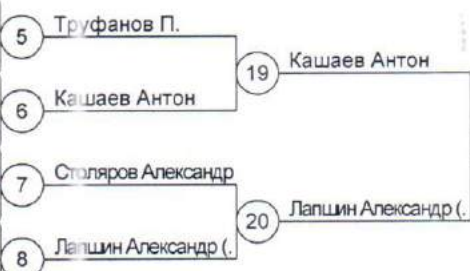 5 Труфанов П.
19 Кашаев Антон
6 Кашаев Антон
7 Столяров Александр
20 Лапшин Александр (.
8 Лапшин Александр (.